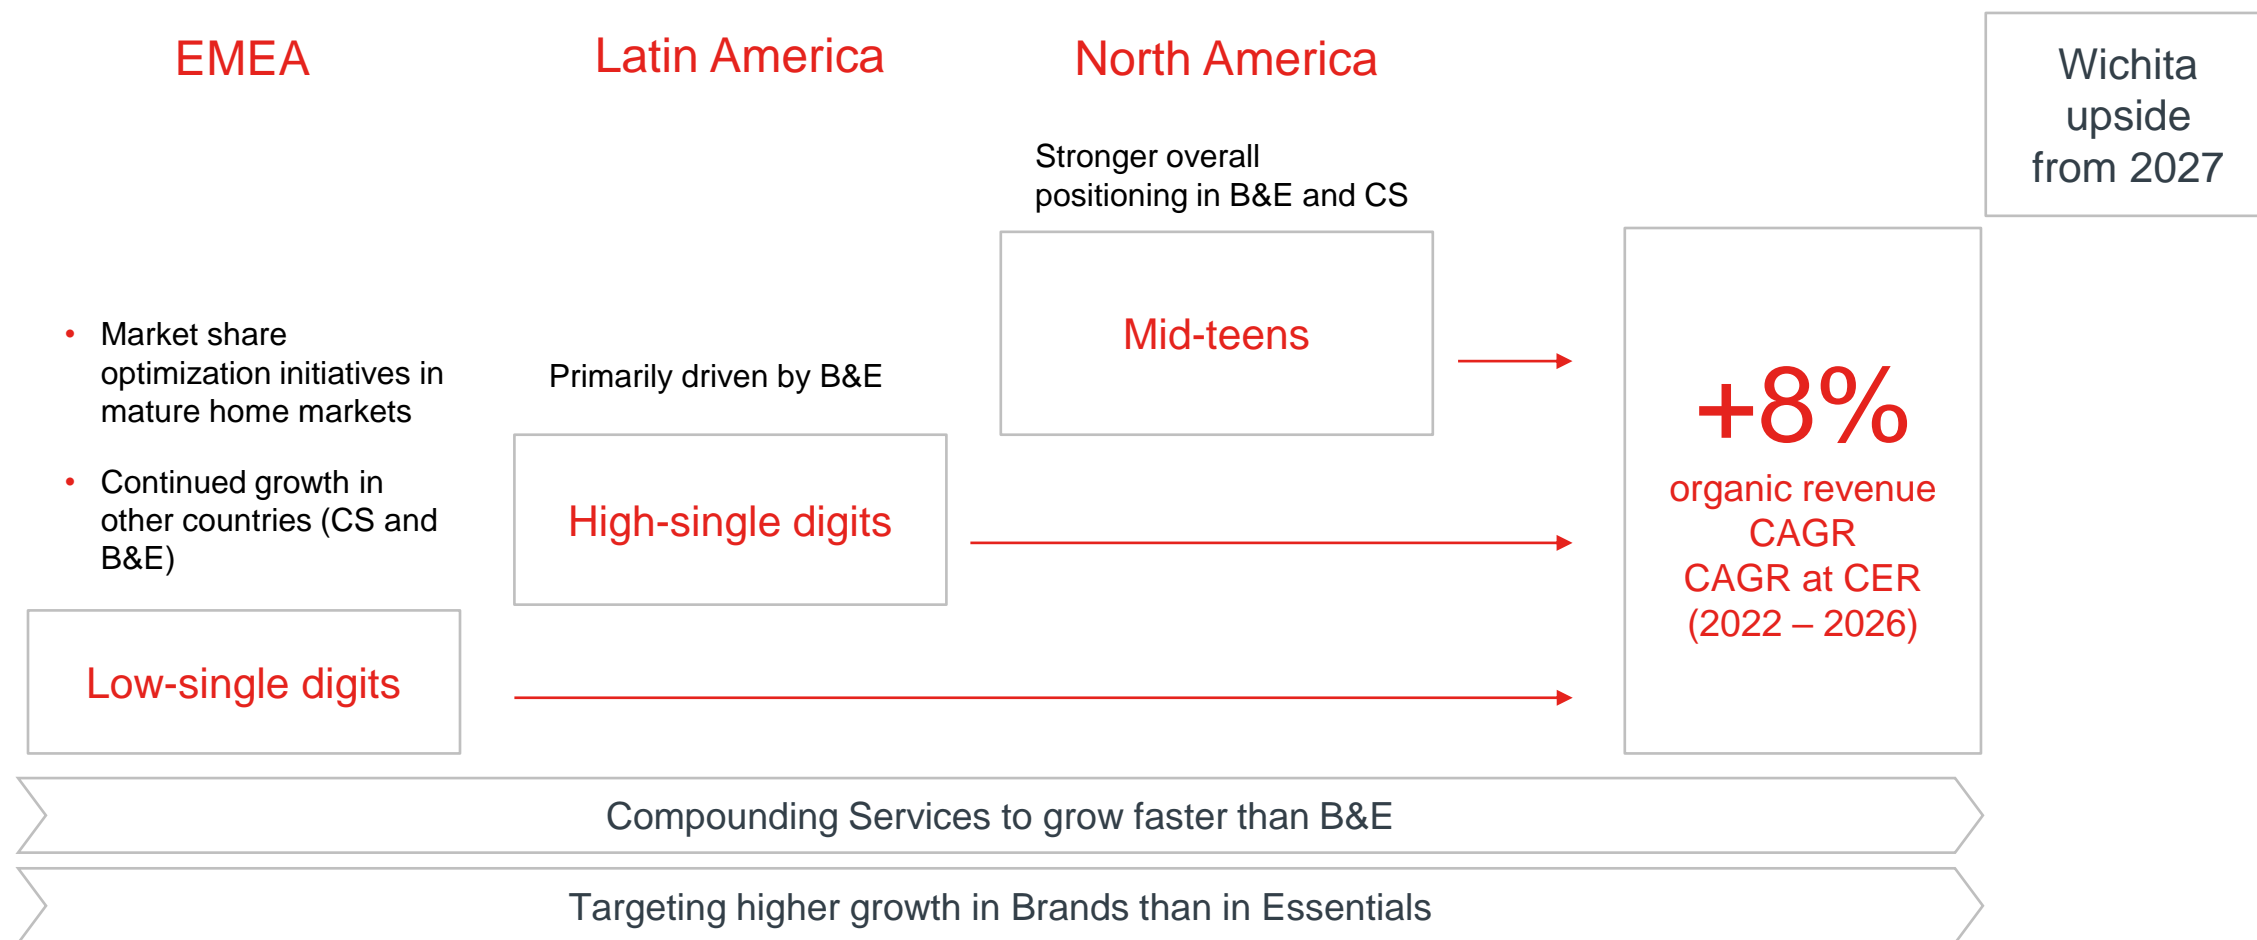 EMEA
Market share
optimization initiatives in
mature home markets
Continued growth in
other countries (CS and
B&E)
Low-single digits
Latin America
Primarily driven by B&E
High-single digits
North America
Stronger overall
positioning in B&E and CS
Mid-teens
+8%
organic revenue
CAGR
CAGR at CER
(2022 – 2026)
Wichita
upside
from 2027
Compounding Services to grow faster than B&E
Targeting higher growth in Brands than in Essentials